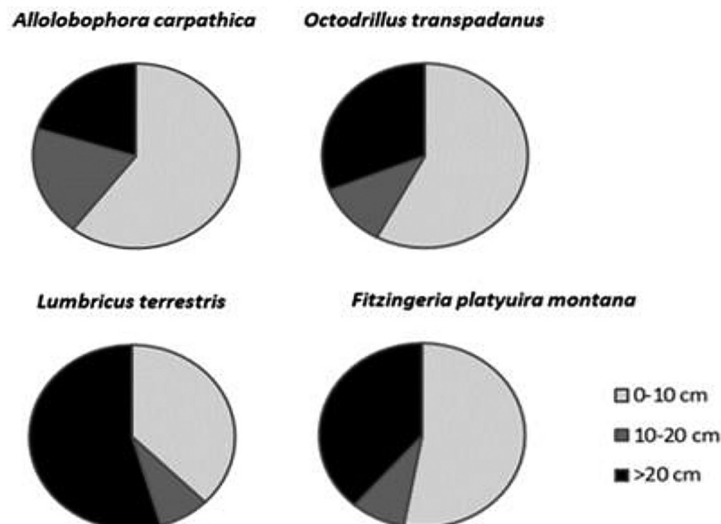 Allolobophora carpathica
Octodrillus transpadanus
Lumbricus terrestris
Fitzingeria platyuira montana
0-10 cm
10-20 cm
>20 cm